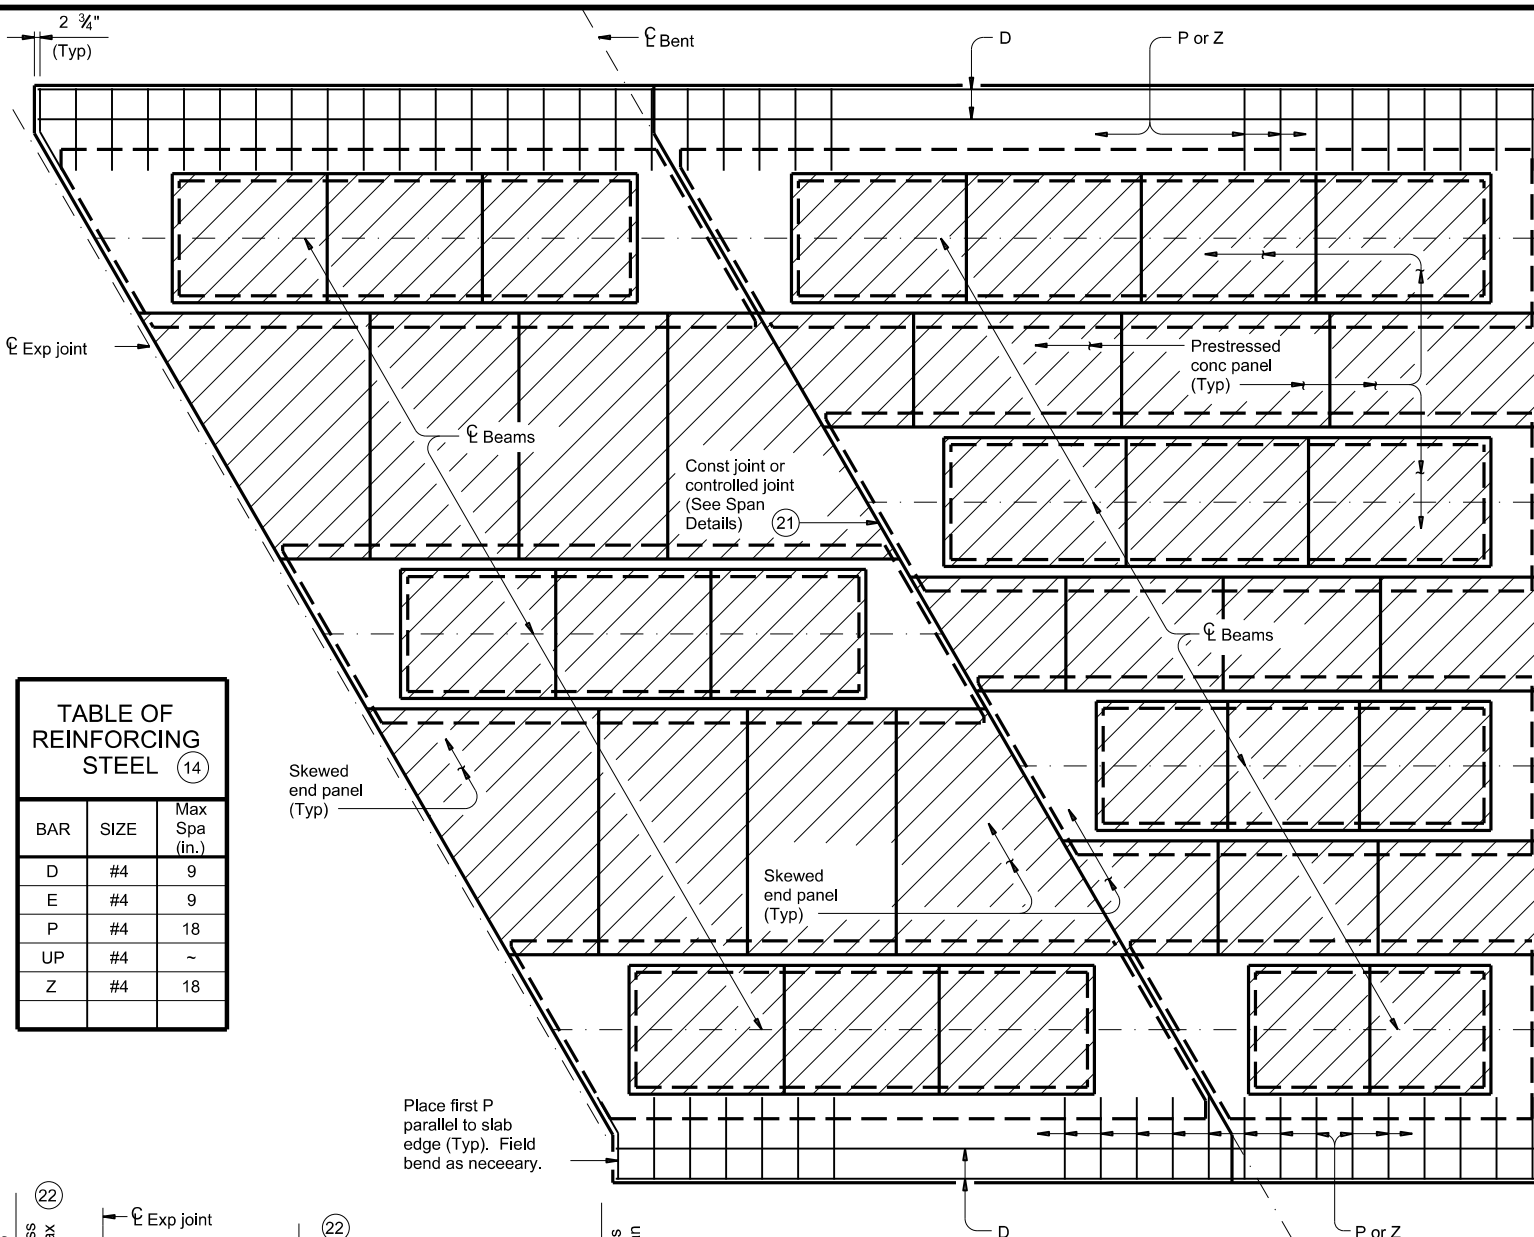 2 ¾"
(Typ)
℄ Bent
D
P or Z
℄ Exp joint
Prestressed
conc panel
(Typ)
℄ Beams
Const joint or
controlled joint
(See Span
Details) 21
℄ Beams
TABLE OF
REINFORCING
STEEL 14
BAR SIZE Max Spa (in.)
D #4 9
E #4 9
P #4 18
UP #4 ~
Z #4 18
Skewed
end panel
(Typ)
Skewed
end panel
(Typ)
Place first P
parallel to slab
edge (Typ). Field
bend as neceeary.
22
℄ Exp joint
22
D
P or Z